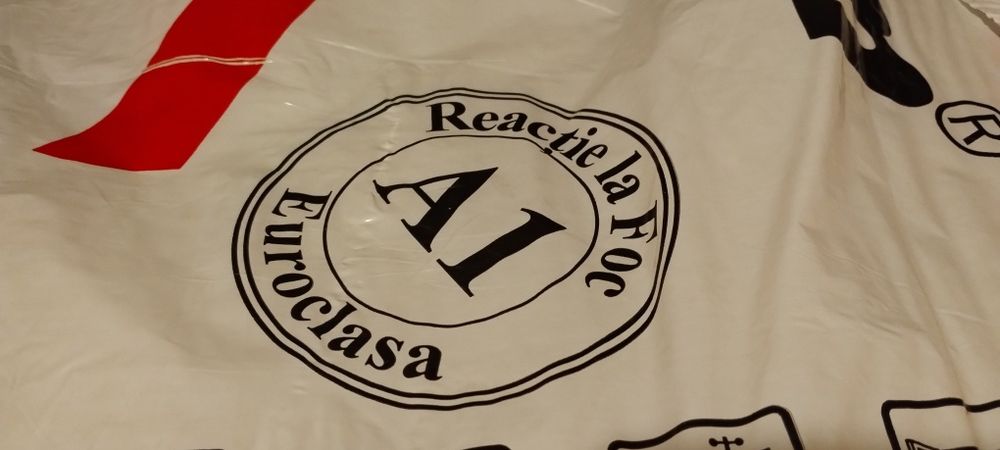 Reacție la Foc
A1
Euroclasa
R